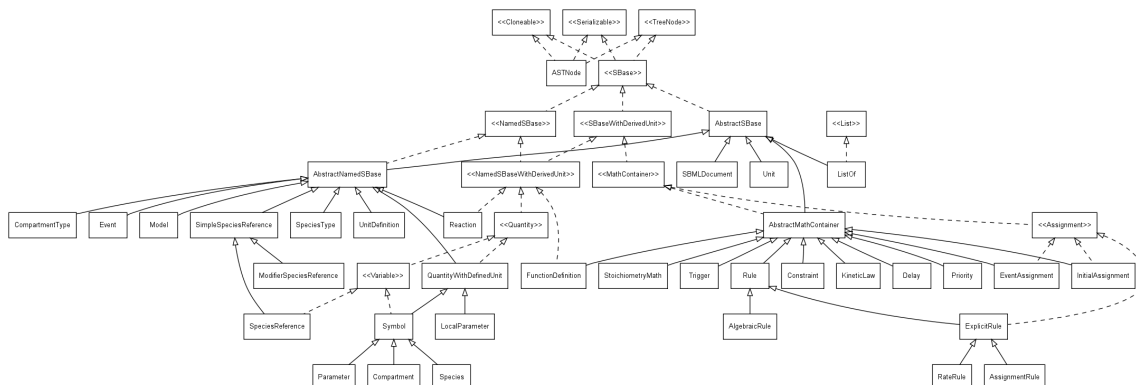 <<Cloneable>>
<<Serializable>>
<<TreeNode>>
ASTNode
<<SBase>>
<<NamedSBase>>
<<SBaseWithDerivedUnit>>
AbstractSBase
<<List>>
AbstractNamedSBase
<<NamedSBaseWithDerivedUnit>>
<<MathContainer>>
SBMLDocument
Unit
ListOf
CompartmentType
Event
Model
SimpleSpeciesReference
SpeciesType
UnitDefinition
Reaction
<<Quantity>>
AbstractMathContainer
<<Assignment>>
ModifierSpeciesReference
<<Variable>>
QuantityWithDefinedUnit
FunctionDefinition
StoichiometryMath
Trigger
Rule
Constraint
KineticLaw
Delay
Priority
EventAssignment
InitialAssignment
SpeciesReference
Symbol
LocalParameter
AlgebraicRule
ExplicitRule
Parameter
Compartment
Species
RateRule
AssignmentRule